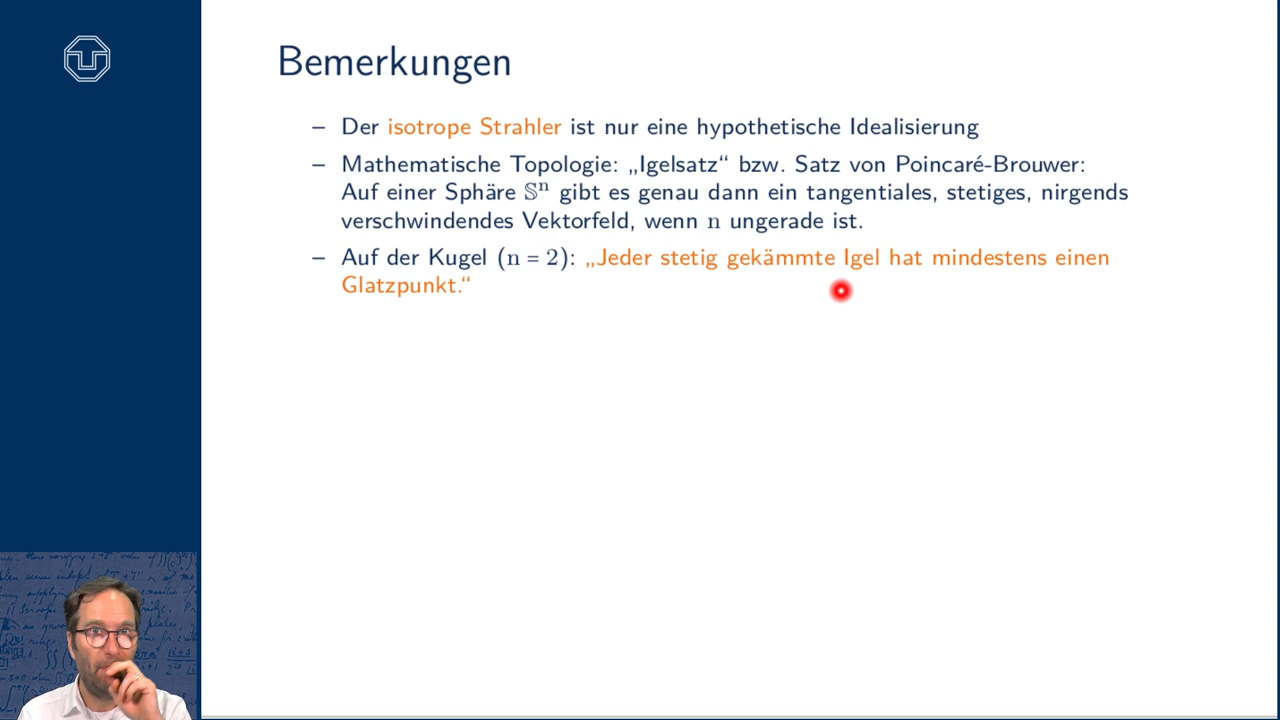 Bemerkungen
– Der isotrope Strahler ist nur eine hypothetische Idealisierung
– Mathematische Topologie: „Igelsatz“ bzw. Satz von Poincaré-Brouwer:
Auf einer Sphäre 𝕊ⁿ gibt es genau dann ein tangentiales, stetiges, nirgends
verschwindendes Vektorfeld, wenn n ungerade ist.
– Auf der Kugel (n = 2): „Jeder stetig gekämmte Igel hat mindestens einen
Glatzpunkt.“